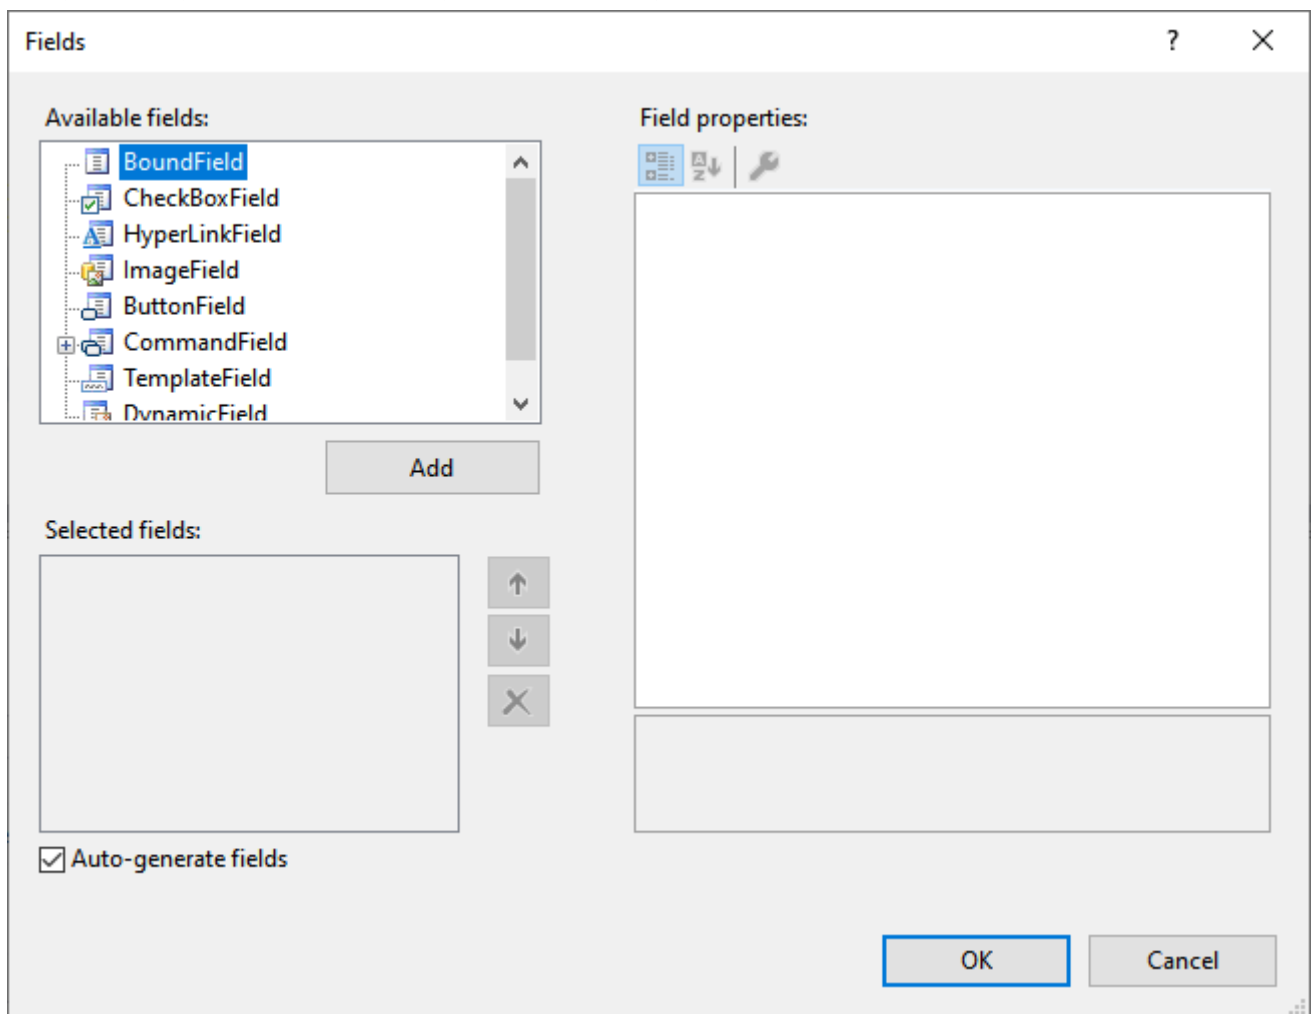 Fields
?
Available fields:
BoundField
CheckBoxField
HyperLinkField
ImageField
ButtonField
CommandField
TemplateField
DynamicField
Add
Selected fields:
Auto-generate fields
Field properties:
OK
Cancel